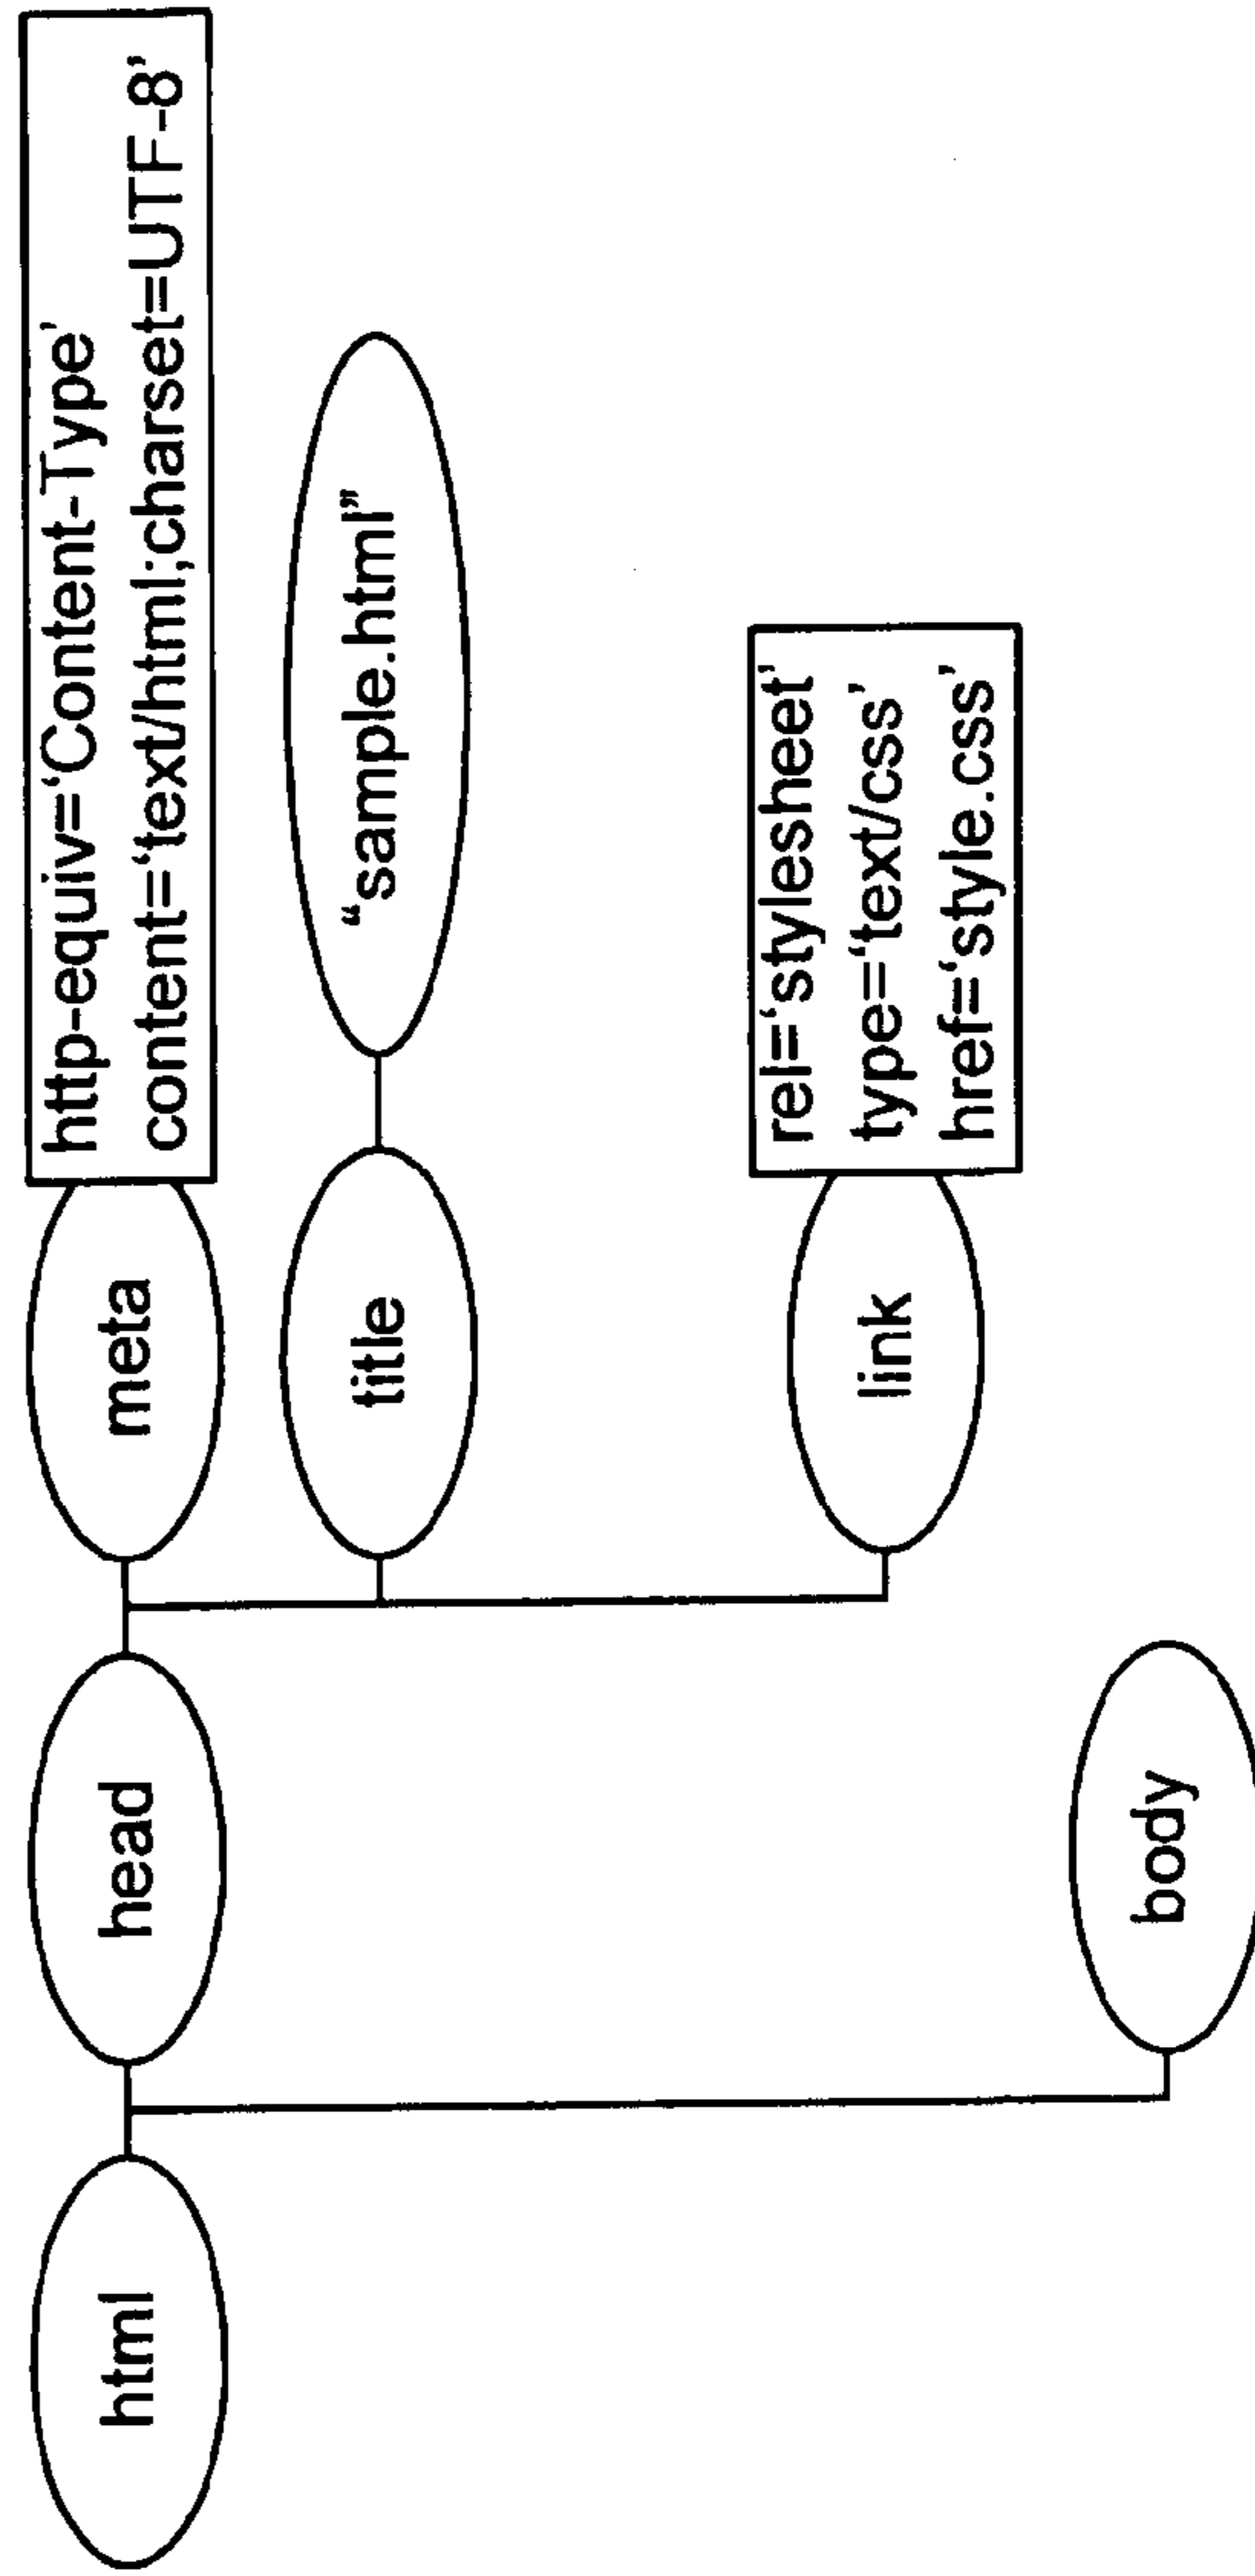 html
head
meta
http-equiv=‘Content-Type’
content=‘text/html;charset=UTF-8’
title
“sample.html”
link
rel=‘stylesheet’
type=‘text/css’
href=‘style.css’
body